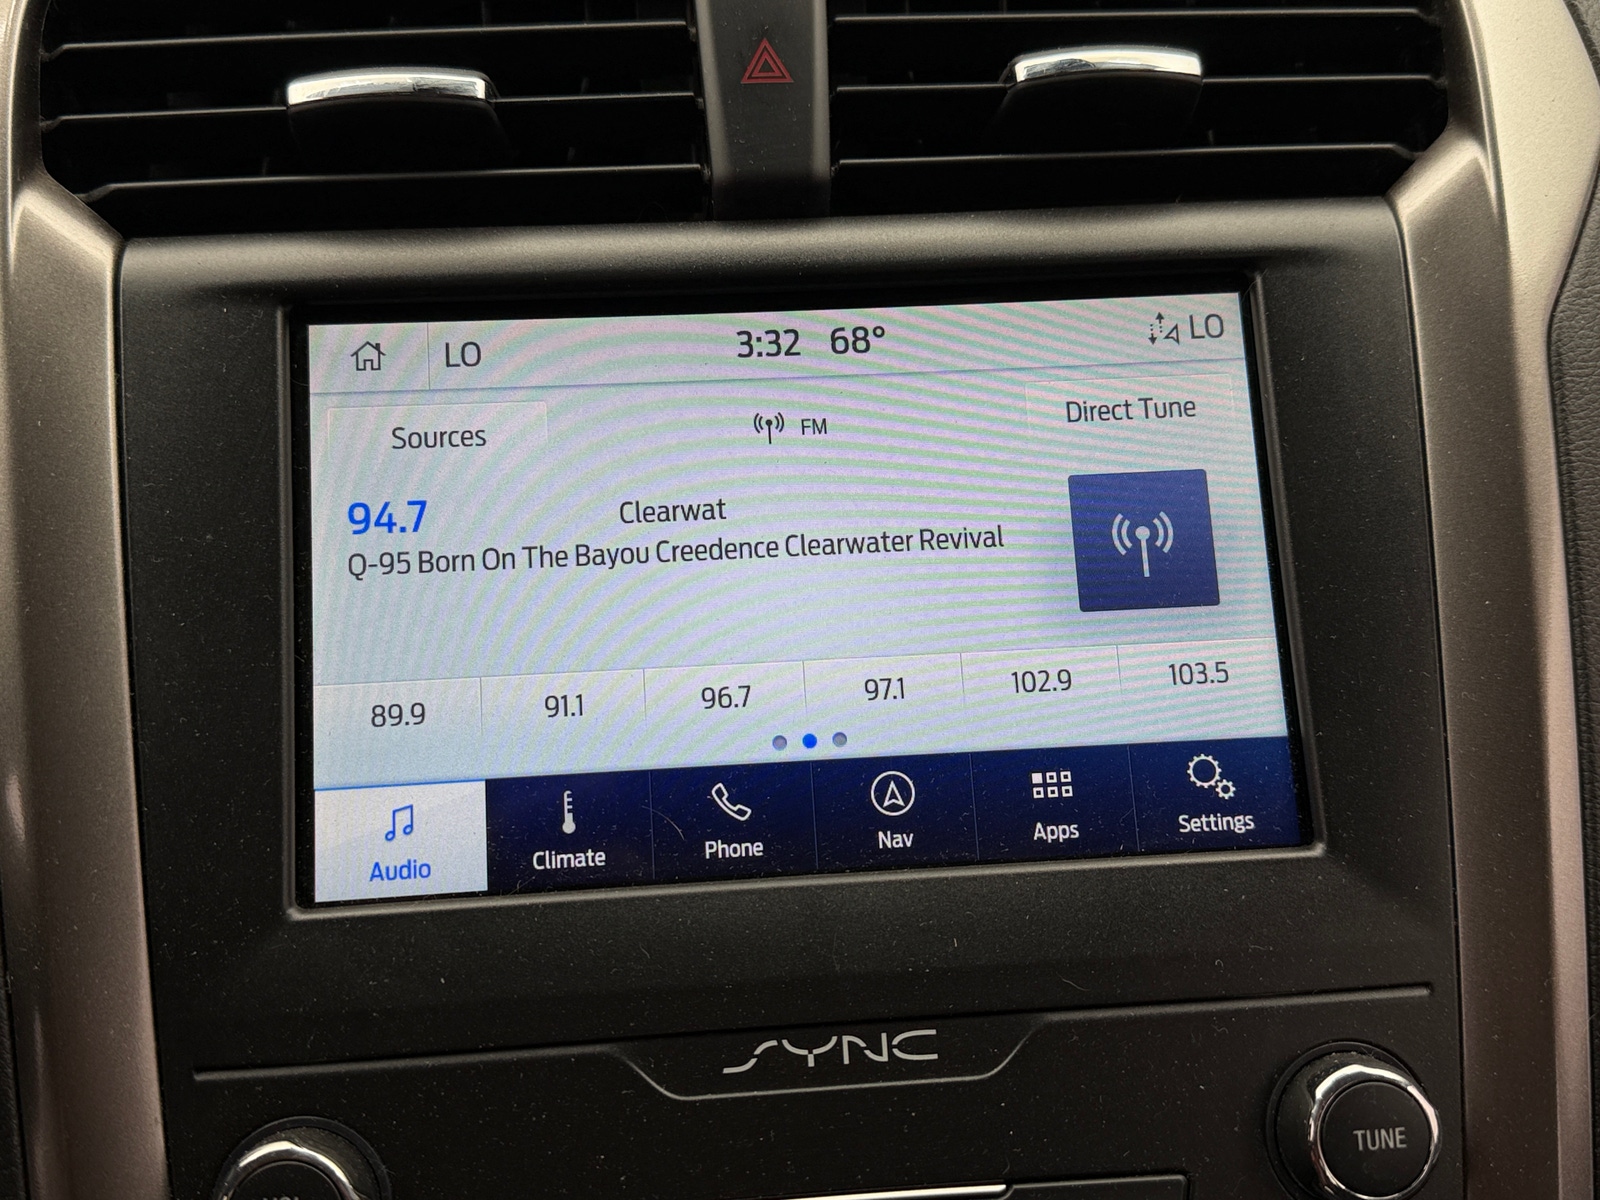 LO 3:32 68° LO
Sources FM Direct Tune
94.7 Clearwat
Q-95 Born On The Bayou Creedence Clearwater Revival
89.9 91.1 96.7 97.1 102.9 103.5
Audio Climate Phone Nav Apps Settings
SYNC
TUNE